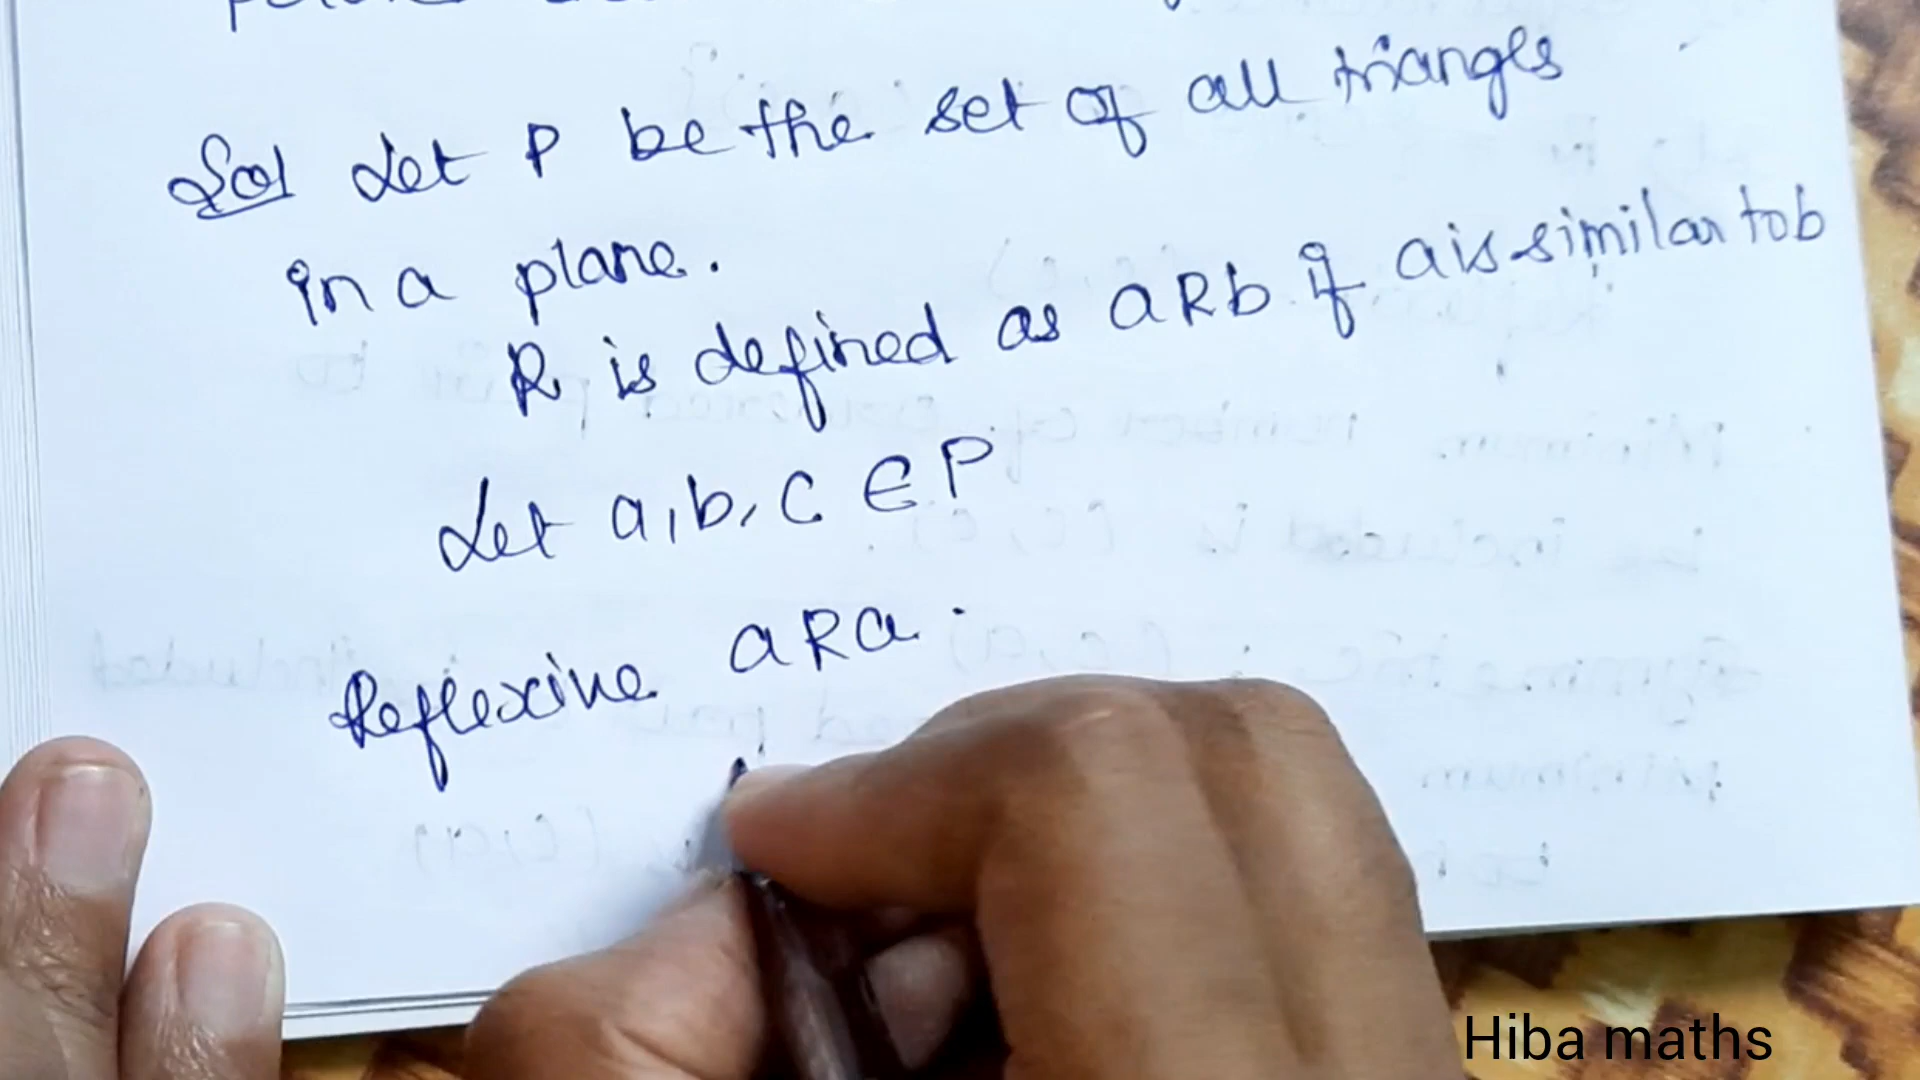 Sol Let P be the set of all triangls
in a plane.
R is defined as aRb if a is similar to b
Let a, b, c ∈ P
Reflexive aRa.
Hiba maths